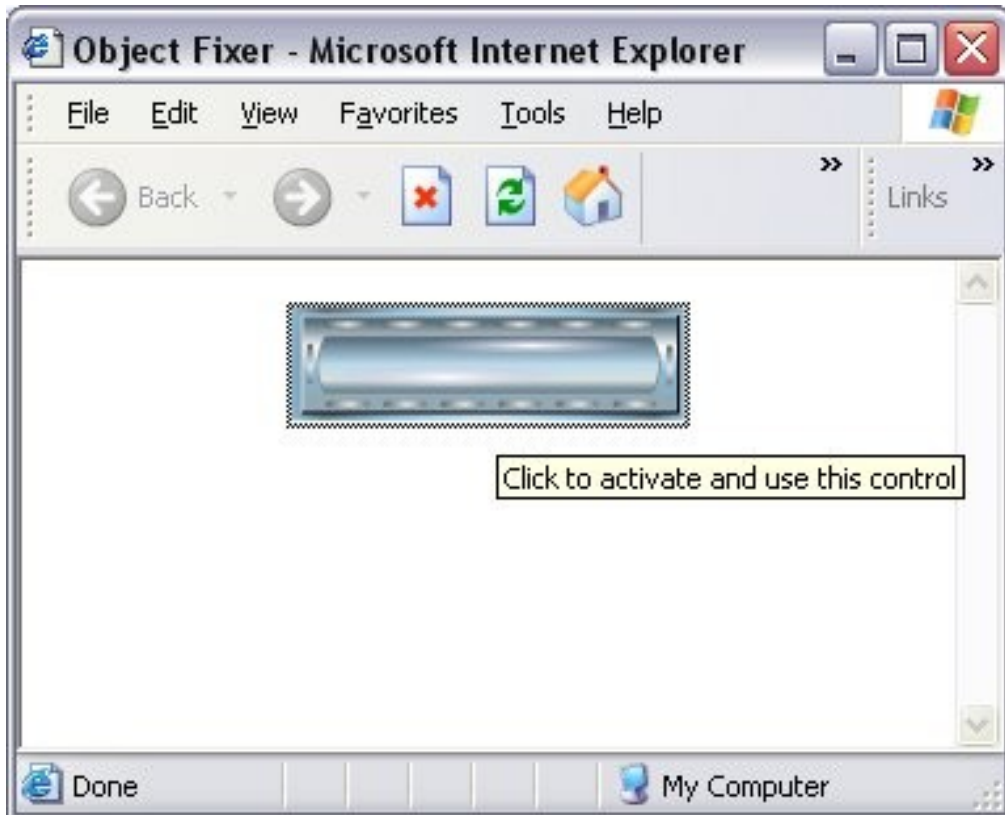 Object Fixer - Microsoft Internet Explorer
File Edit View Favorites Tools Help
Back » Links »
Click to activate and use this control
Done My Computer